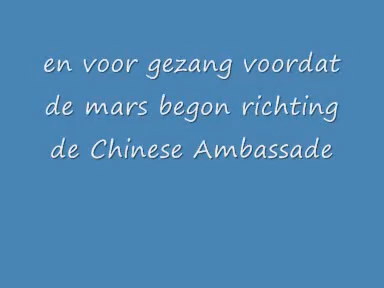 en voor gezang voordat
de mars begon richting
de Chinese Ambassade